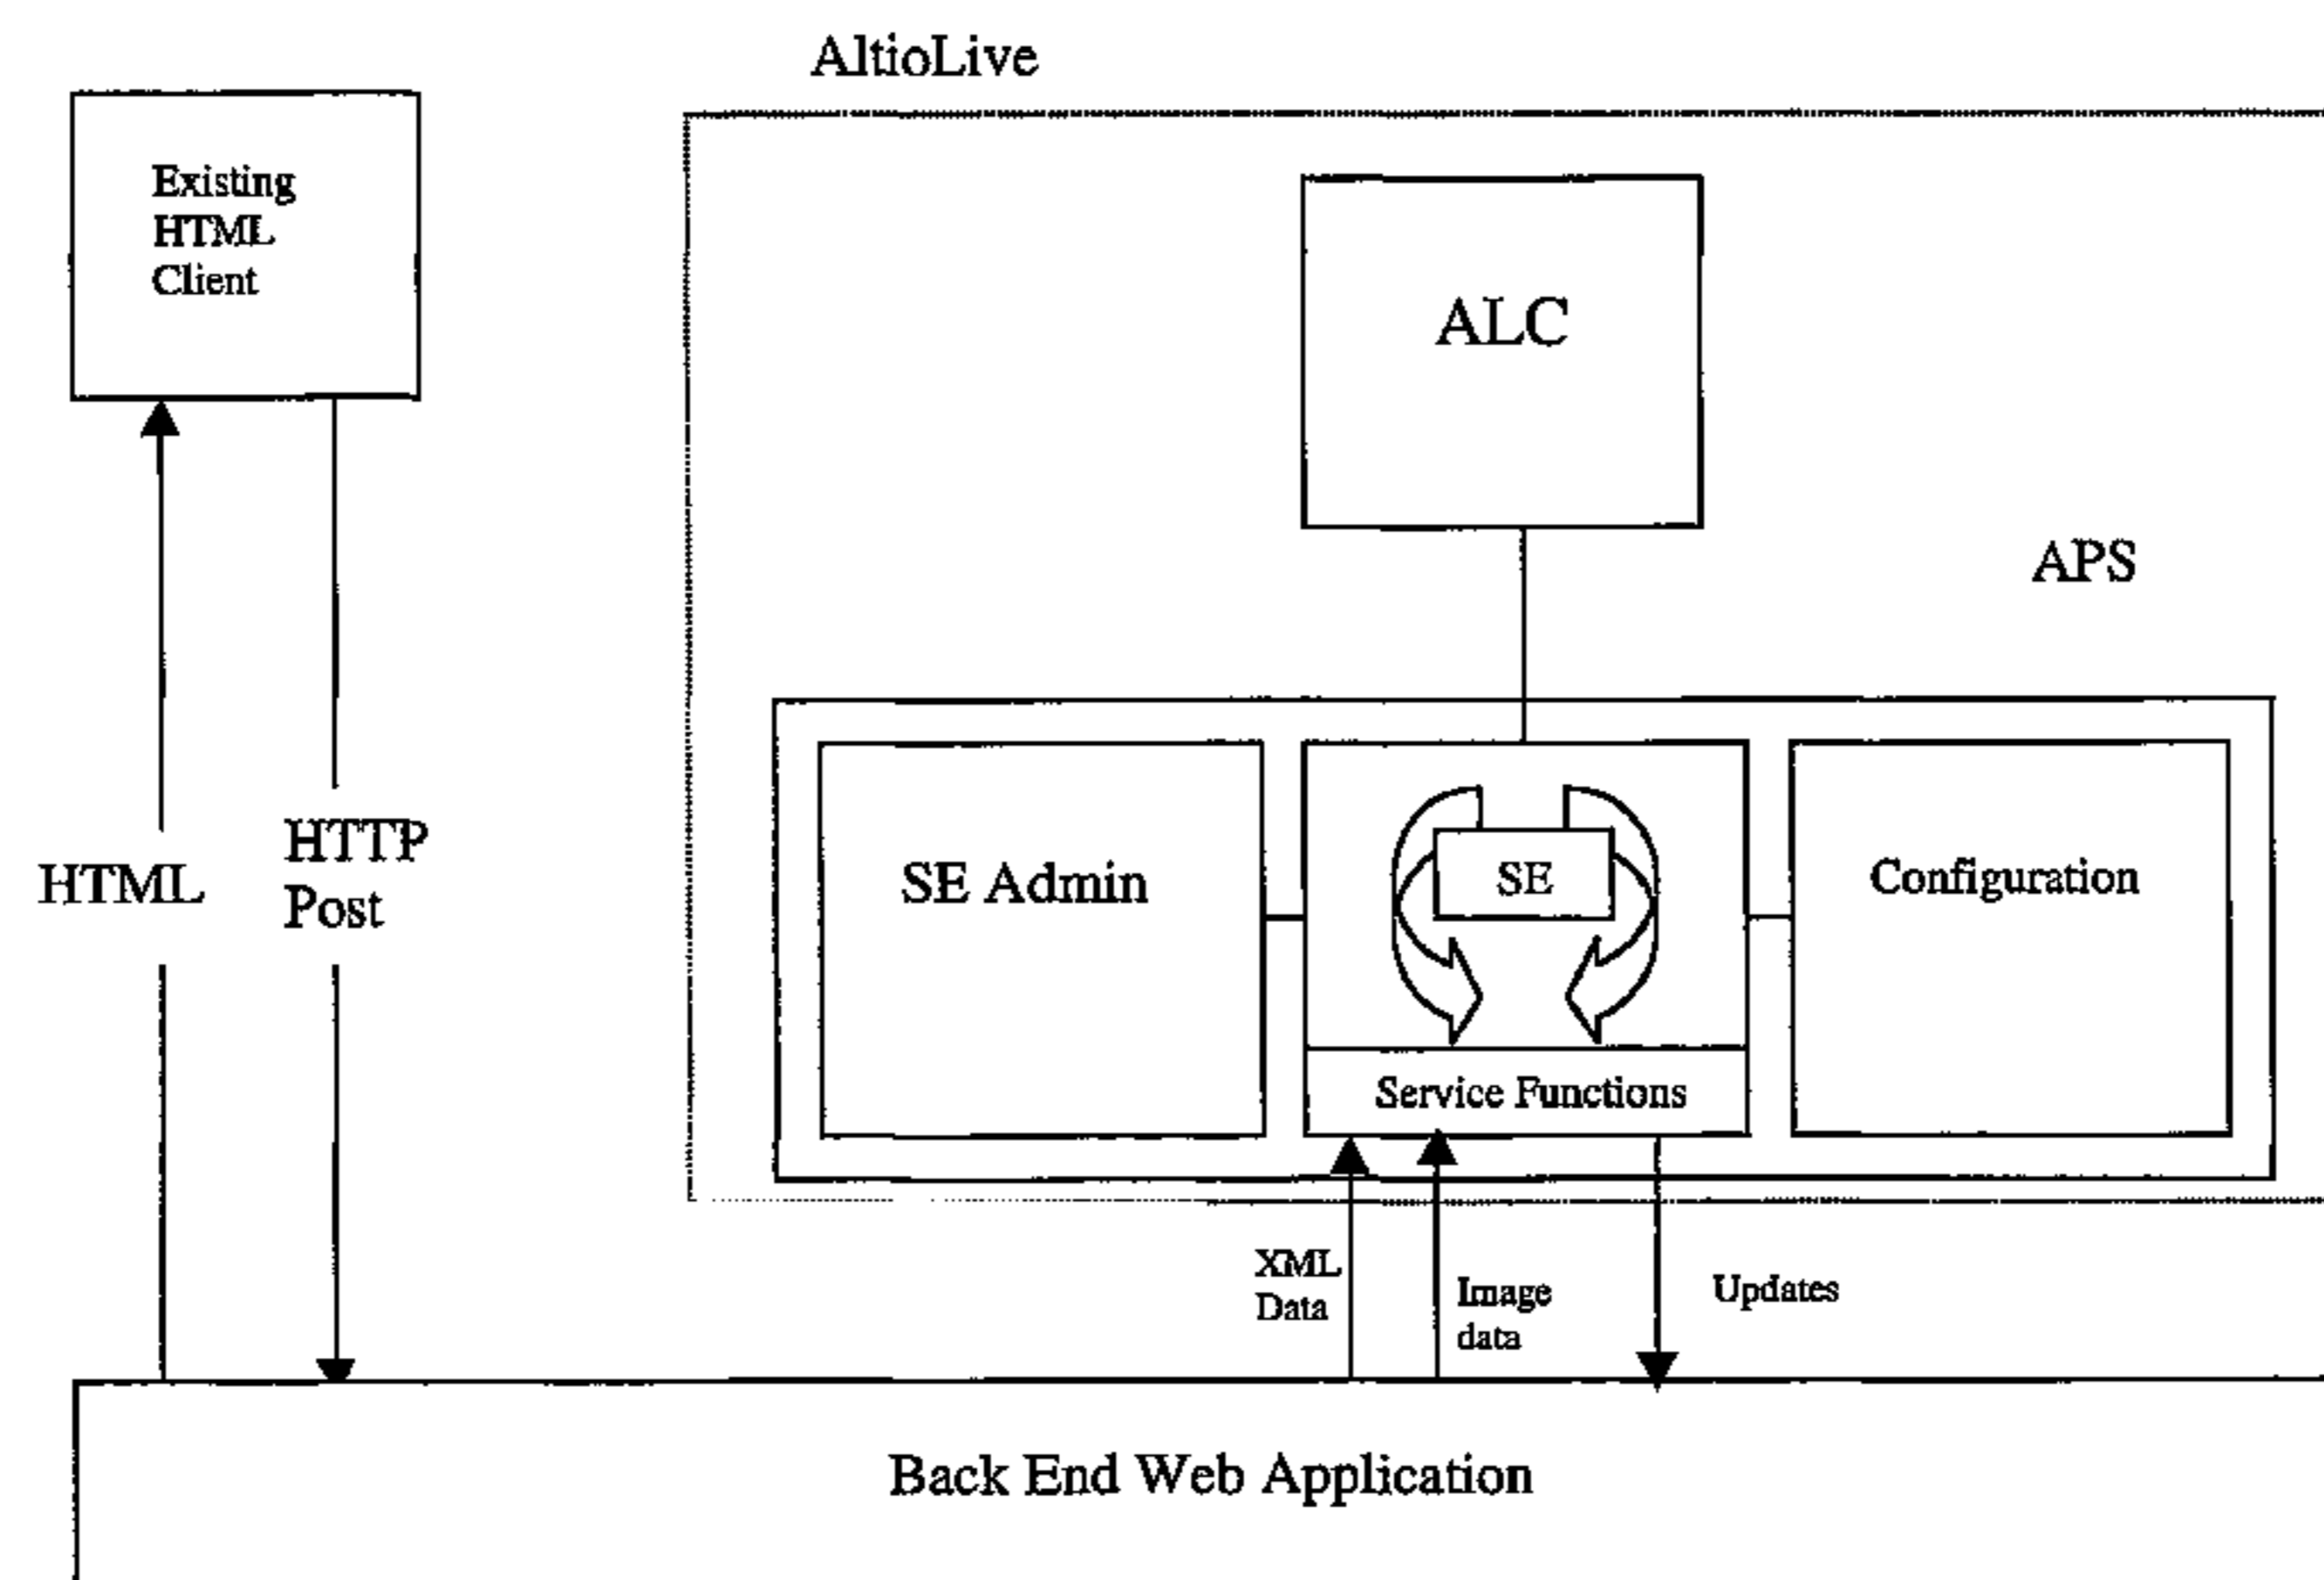 AltioLive
Existing
HTML
Client
ALC
APS
HTML
HTTP
Post
SE Admin
SE
Configuration
Service Functions
XML
Data
Image
data
Updates
Back End Web Application